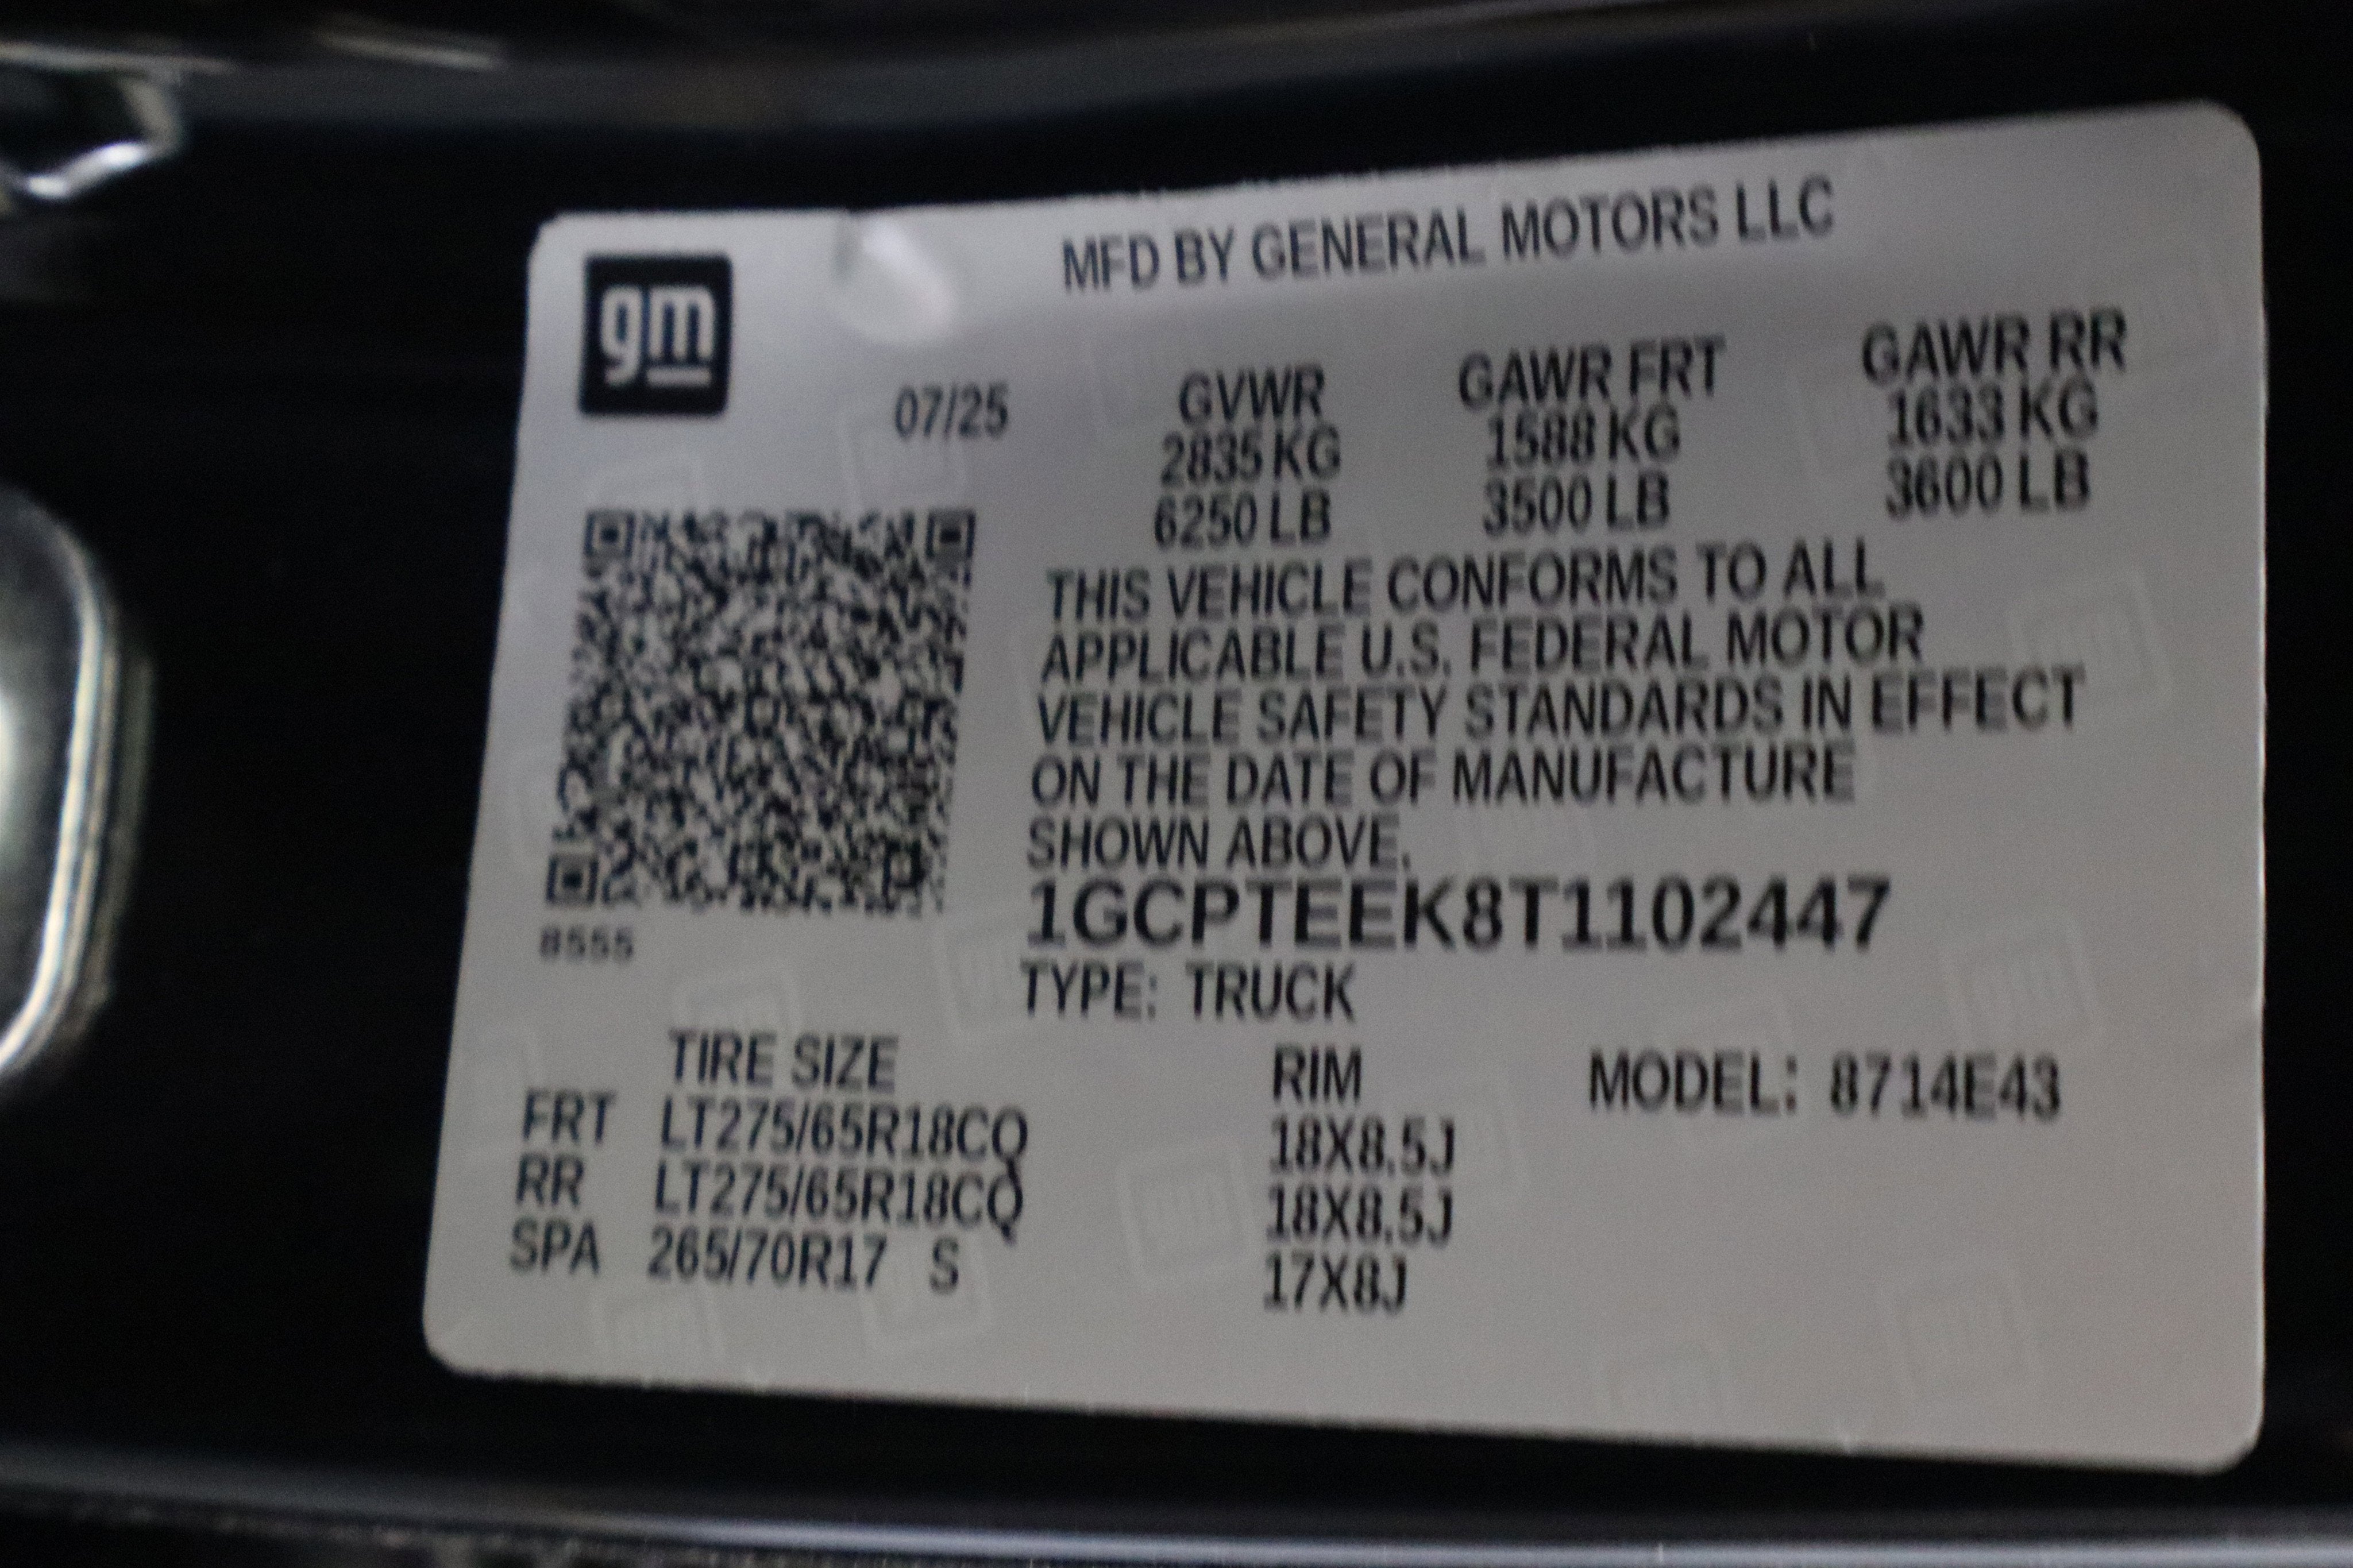 MFD BY GENERAL MOTORS LLC
gm
07/25 GVWR GAWR FRT GAWR RR
2835 KG 1588 KG 1633 KG
6250 LB 3500 LB 3600 LB
THIS VEHICLE CONFORMS TO ALL
APPLICABLE U.S. FEDERAL MOTOR
VEHICLE SAFETY STANDARDS IN EFFECT
ON THE DATE OF MANUFACTURE
SHOWN ABOVE.
1GCPTEEK8T1102447
8555
TYPE: TRUCK
TIRE SIZE RIM MODEL: 8714E43
FRT LT275/65R18CQ 18X8.5J
RR LT275/65R18CQ 18X8.5J
SPA 265/70R17 S 17X8J